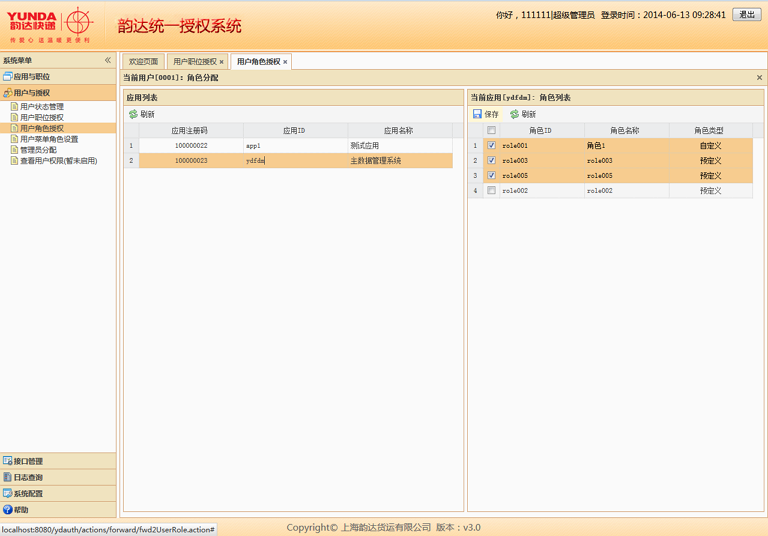 YUNDA
韵达快递
传爱心 送温暖 更便利
韵达统一授权系统
你好，111111|超级管理员 登录时间：2014-06-13 09:28:41 退出
系统菜单
应用与职位
用户与授权
用户状态管理
用户职位授权
用户角色授权
用户菜单角色设置
管理员分配
查看用户权限(暂未启用)
接口管理
日志查询
系统配置
帮助
欢迎页面 用户职位授权 × 用户角色授权 ×
当前用户[0001]：角色分配
应用列表
刷新
应用注册码 应用ID 应用名称
1 100000022 app1 测试应用
2 100000023 ydfdm 主数据管理系统
当前应用[ydfdm]：角色列表
保存 刷新
角色ID 角色名称 角色类型
1 role001 角色1 自定义
2 role003 role003 预定义
3 role005 role005 预定义
4 role002 role002 预定义
localhost:8080/ydauth/actions/forward/fwd2UserRole.action#
Copyright© 上海韵达货运有限公司 版本：v3.0